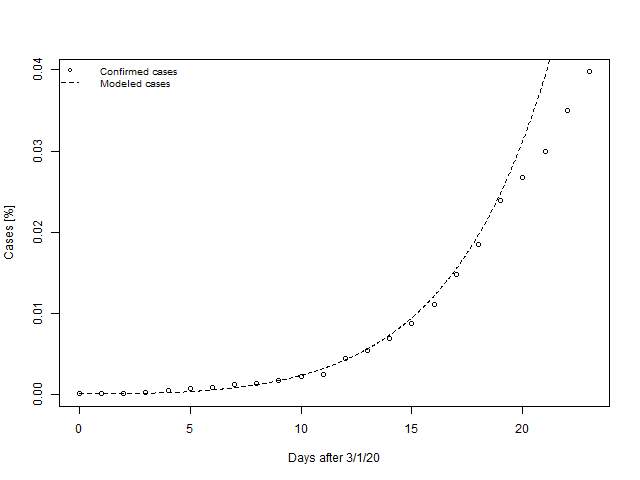 Confirmed cases
Modeled cases
Cases [%]
0.04
0.03
0.02
0.01
0.00
0 5 10 15 20
Days after 3/1/20